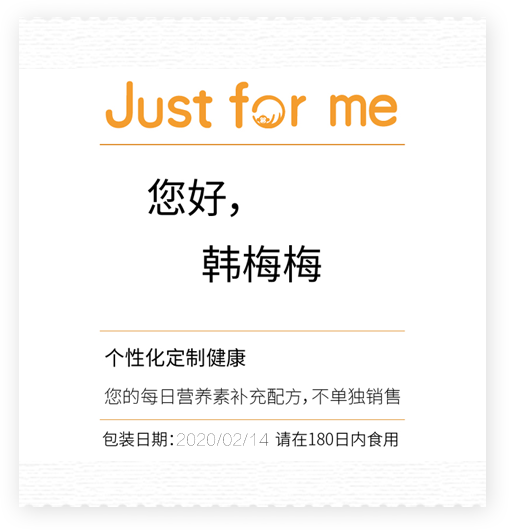 Just for me
您好，
韩梅梅
个性化定制健康
您的每日营养素补充配方，不单独销售
包装日期：2020/02/14 请在180日内食用